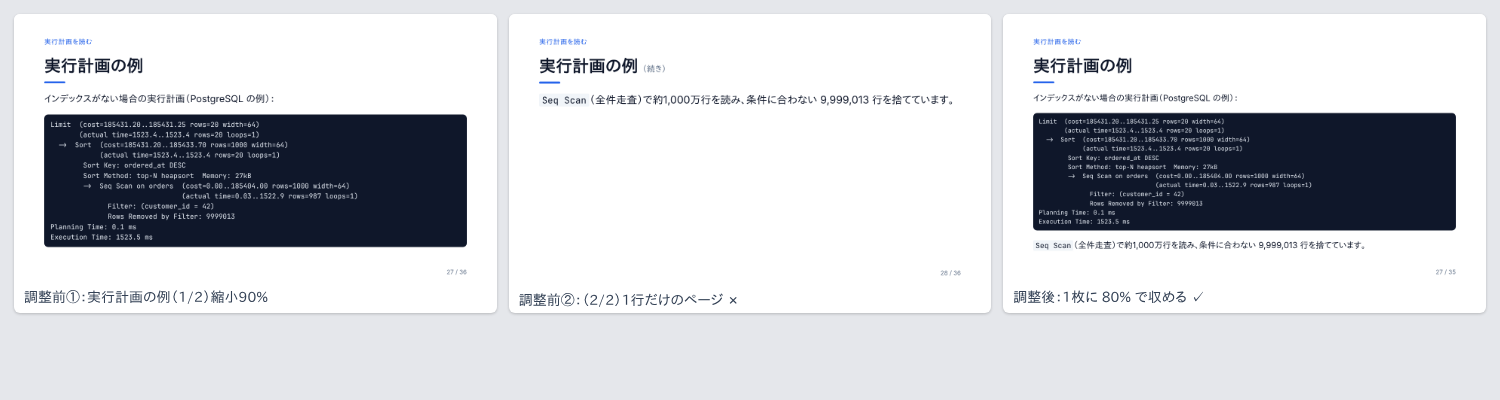 実行計画を読む
実行計画の例
インデックスがない場合の実行計画(PostgreSQL の例):
Limit  (cost=185431.20..185431.25 rows=20 width=64)
(actual time=1523.4..1523.4 rows=20 loops=1)
→  Sort  (cost=185431.20..185433.70 rows=1000 width=64)
(actual time=1523.4..1523.4 rows=20 loops=1)
Sort Key: ordered_at DESC
Sort Method: top-N heapsort  Memory: 27kB
→  Seq Scan on orders  (cost=0.00..185404.00 rows=1000 width=64)
(actual time=0.03..1522.9 rows=987 loops=1)
Filter: (customer_id = 42)
Rows Removed by Filter: 9999013
Planning Time: 0.1 ms
Execution Time: 1523.5 ms
27 / 36
調整前①:実行計画の例(1/2)縮小90%
実行計画を読む
実行計画の例 (続き)
Seq Scan(全件走査)で約1,000万行を読み、条件に合わない 9,999,013 行を捨てています。
28 / 36
調整前②:(2/2)1行だけのページ ×
実行計画を読む
実行計画の例
インデックスがない場合の実行計画(PostgreSQL の例):
Limit  (cost=185431.20..185431.25 rows=20 width=64)
(actual time=1523.4..1523.4 rows=20 loops=1)
→  Sort  (cost=185431.20..185433.70 rows=1000 width=64)
(actual time=1523.4..1523.4 rows=20 loops=1)
Sort Key: ordered_at DESC
Sort Method: top-N heapsort  Memory: 27kB
→  Seq Scan on orders  (cost=0.00..185404.00 rows=1000 width=64)
(actual time=0.03..1522.9 rows=987 loops=1)
Filter: (customer_id = 42)
Rows Removed by Filter: 9999013
Planning Time: 0.1 ms
Execution Time: 1523.5 ms
Seq Scan(全件走査)で約1,000万行を読み、条件に合わない 9,999,013 行を捨てています。
27 / 35
調整後:1枚に 80% で収める ✓